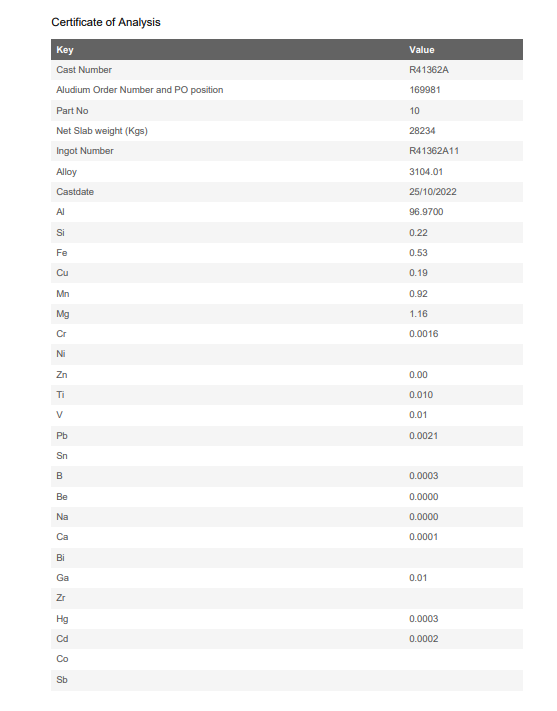 Certificate of Analysis
Key Value
Cast Number R41362A
Aludium Order Number and PO position 169981
Part No 10
Net Slab weight (Kgs) 28234
Ingot Number R41362A11
Alloy 3104.01
Castdate 25/10/2022
Al 96.9700
Si 0.22
Fe 0.53
Cu 0.19
Mn 0.92
Mg 1.16
Cr 0.0016
Ni
Zn 0.00
Ti 0.010
V 0.01
Pb 0.0021
Sn
B 0.0003
Be 0.0000
Na 0.0000
Ca 0.0001
Bi
Ga 0.01
Zr
Hg 0.0003
Cd 0.0002
Co
Sb